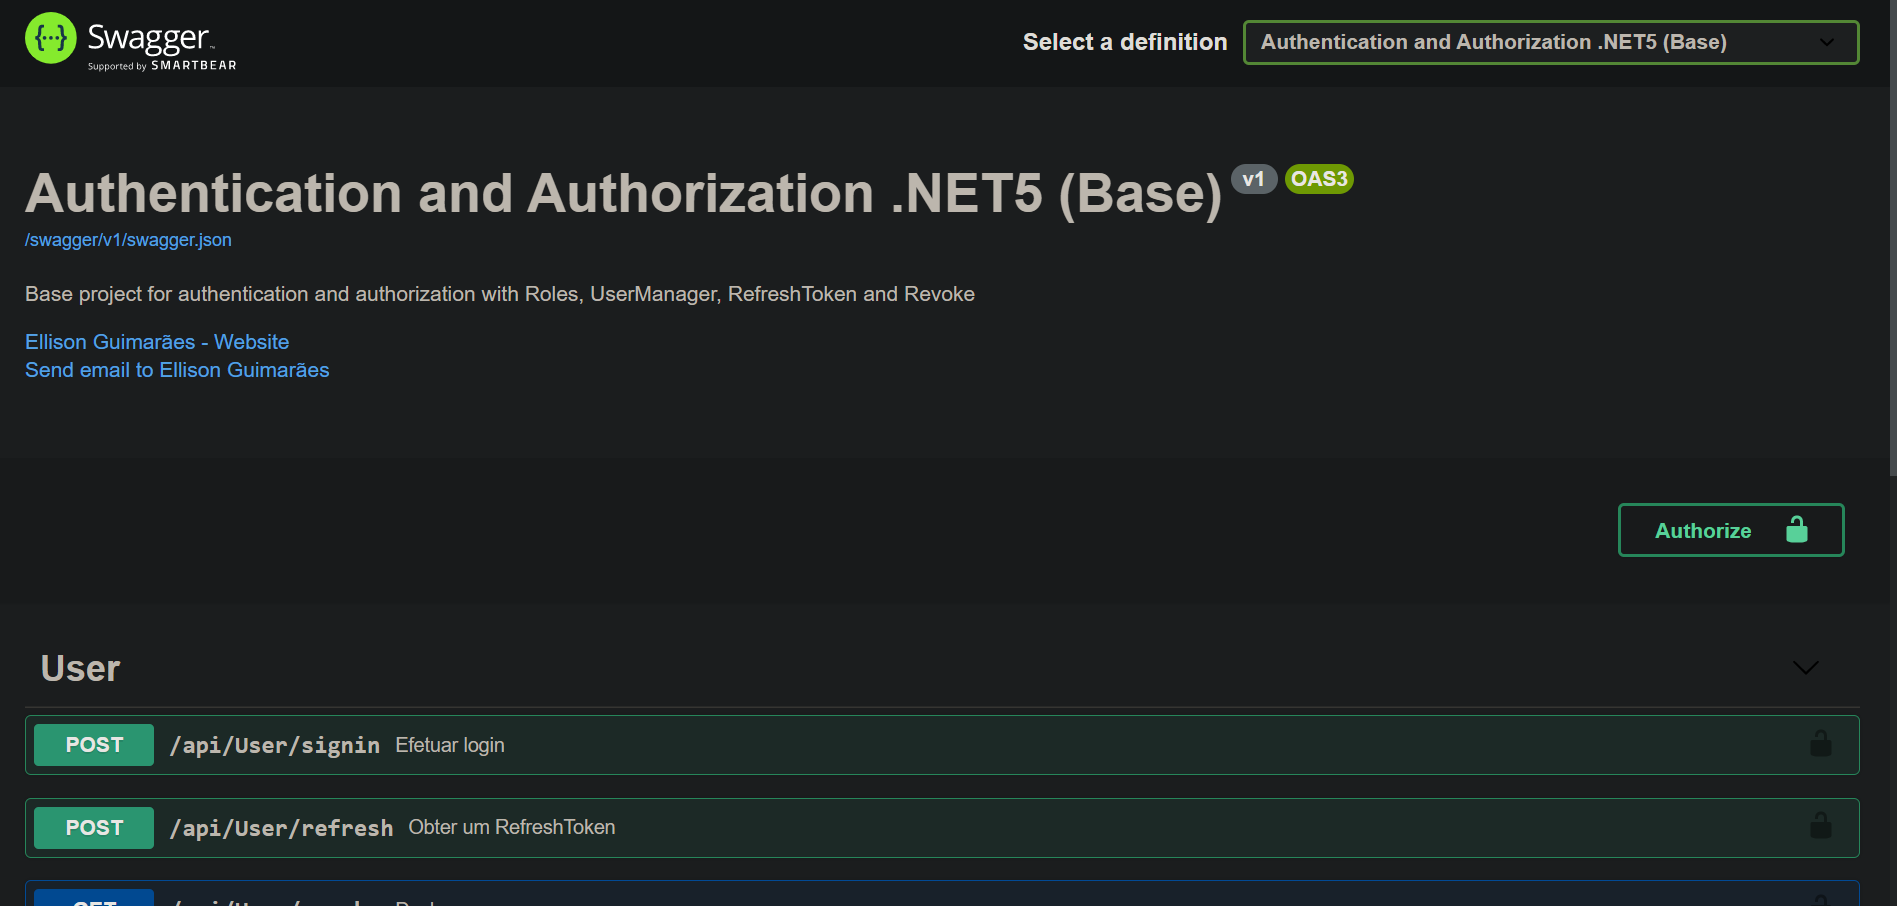 Swagger
Supported by SMARTBEAR
Select a definition
Authentication and Authorization .NET5 (Base)
Authentication and Authorization .NET5 (Base) v1 OAS3
/swagger/v1/swagger.json
Base project for authentication and authorization with Roles, UserManager, RefreshToken and Revoke
Ellison Guimarães - Website
Send email to Ellison Guimarães
Authorize
User
POST /api/User/signin Efetuar login
POST /api/User/refresh Obter um RefreshToken
GET